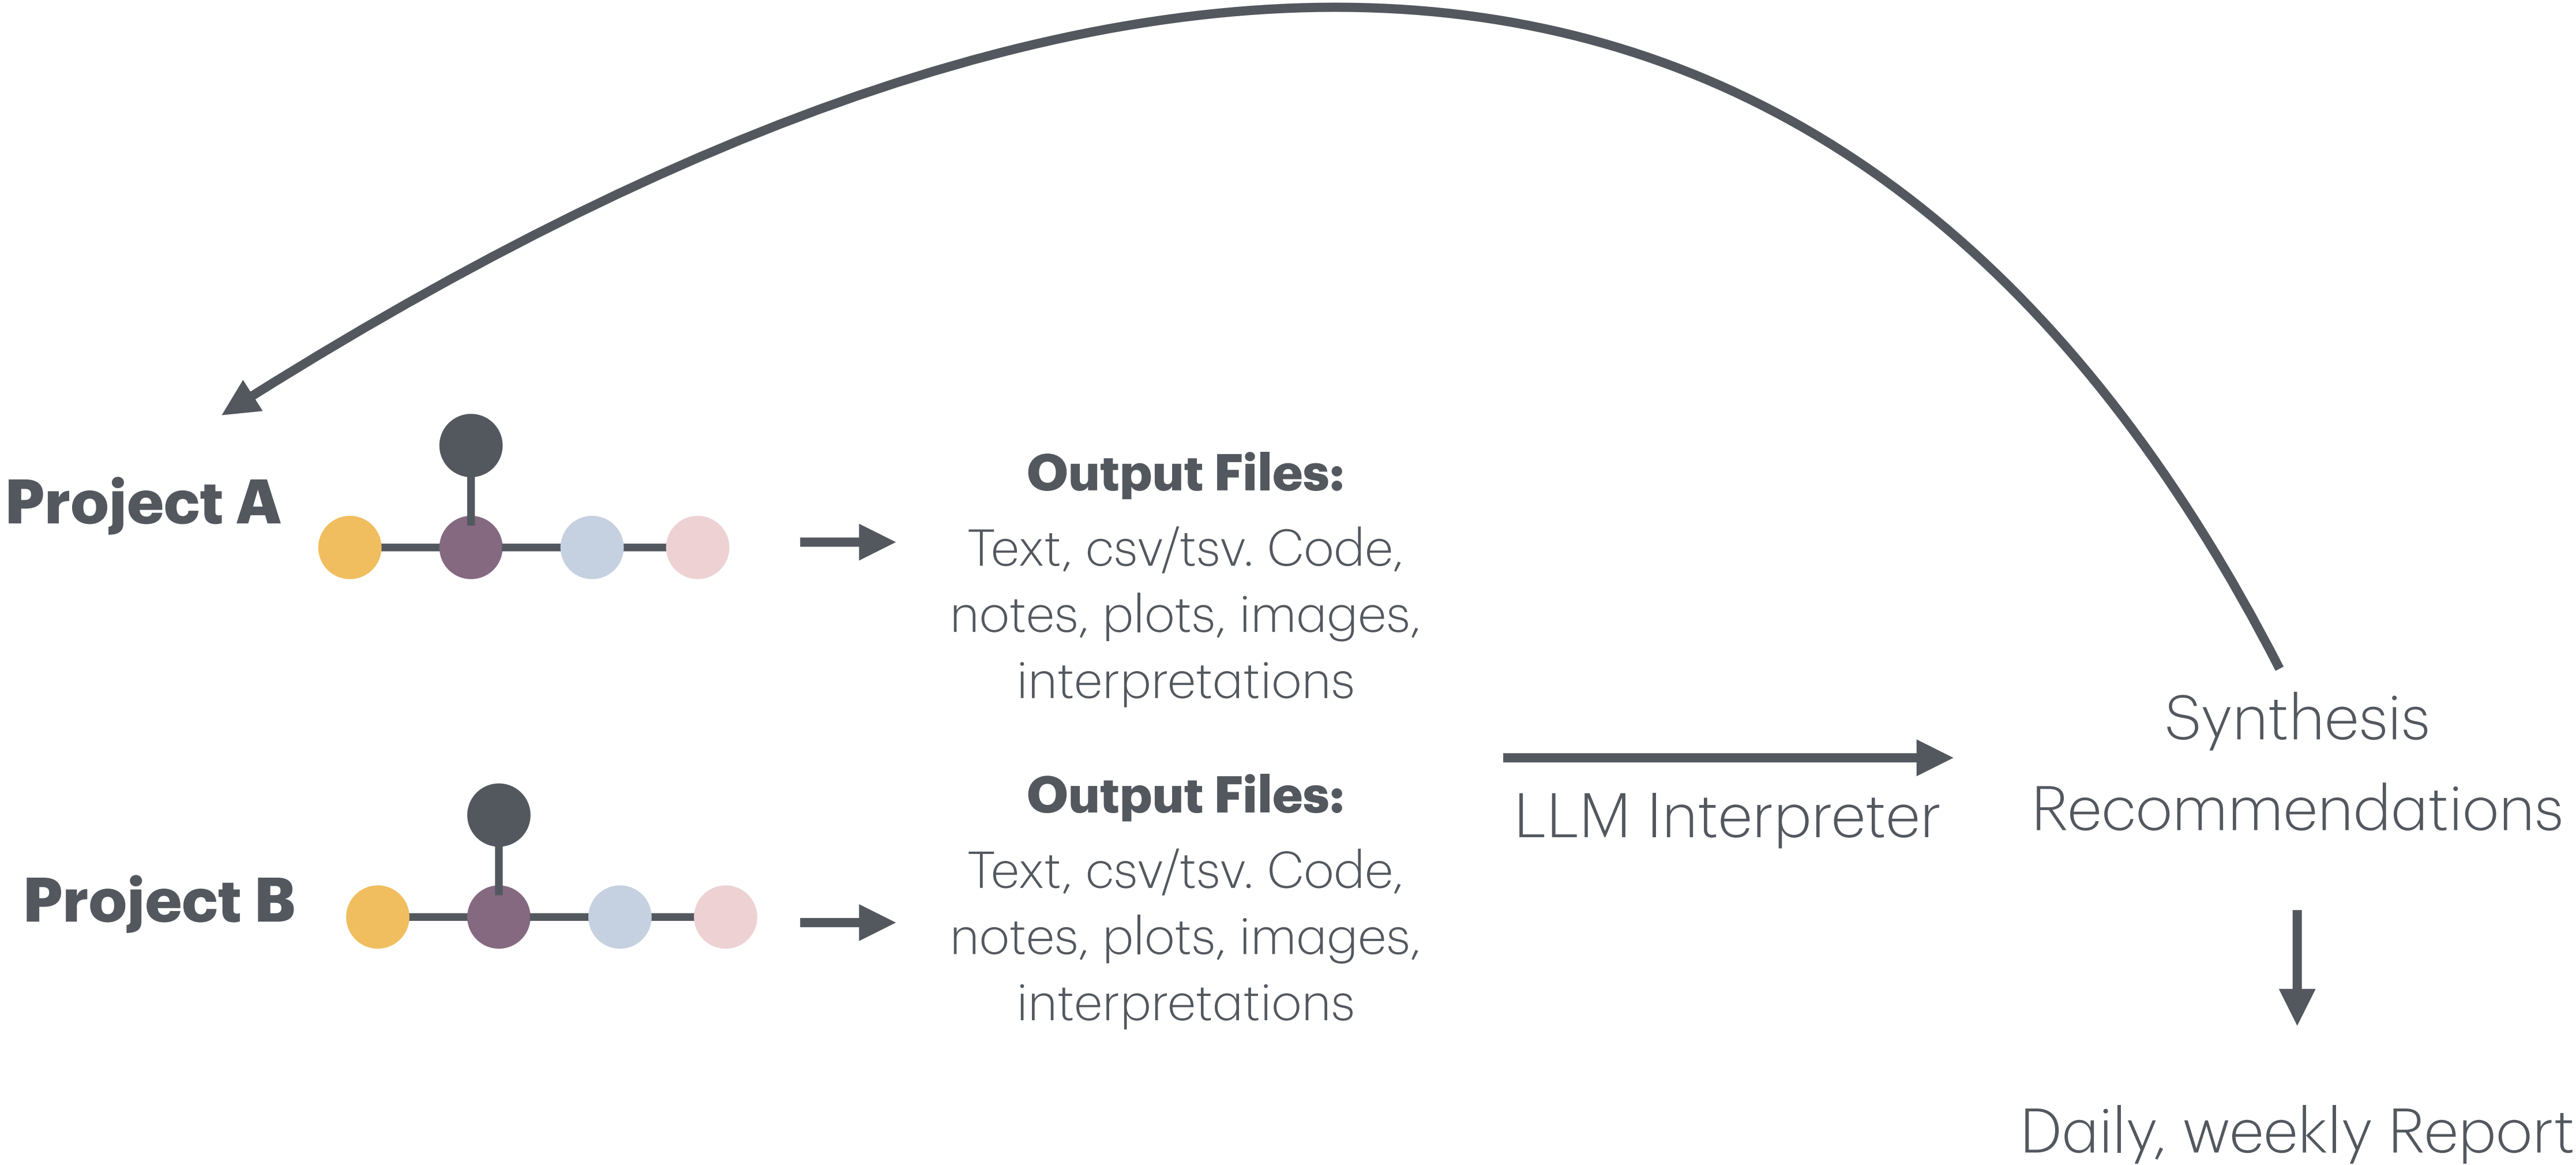 Project A
Output Files:
Text, csv/tsv. Code,
notes, plots, images,
interpretations
Project B
Output Files:
Text, csv/tsv. Code,
notes, plots, images,
interpretations
LLM Interpreter
Synthesis
Recommendations
Daily, weekly Report